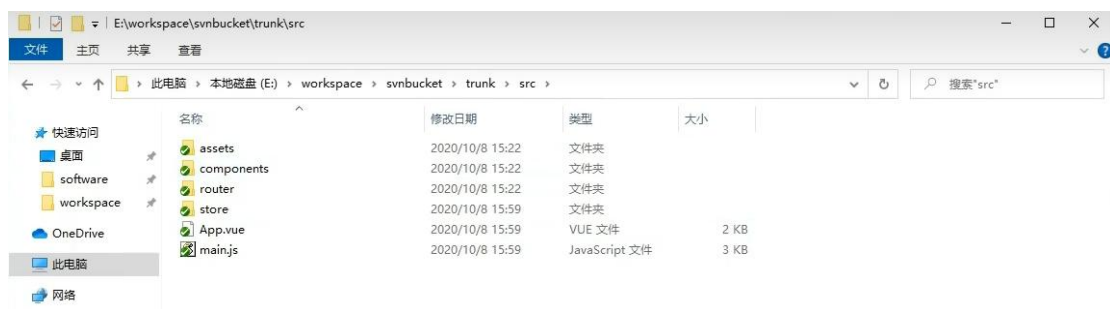 E:\workspace\svnbucket\trunk\src
文件 主页 共享 查看
此电脑 › 本地磁盘 (E:) › workspace › svnbucket › trunk › src ›
搜索"src"
名称 修改日期 类型 大小
快速访问
桌面
software
workspace
OneDrive
此电脑
网络
assets 2020/10/8 15:22 文件夹
components 2020/10/8 15:22 文件夹
router 2020/10/8 15:22 文件夹
store 2020/10/8 15:59 文件夹
App.vue 2020/10/8 15:59 VUE 文件 2 KB
main.js 2020/10/8 15:59 JavaScript 文件 3 KB